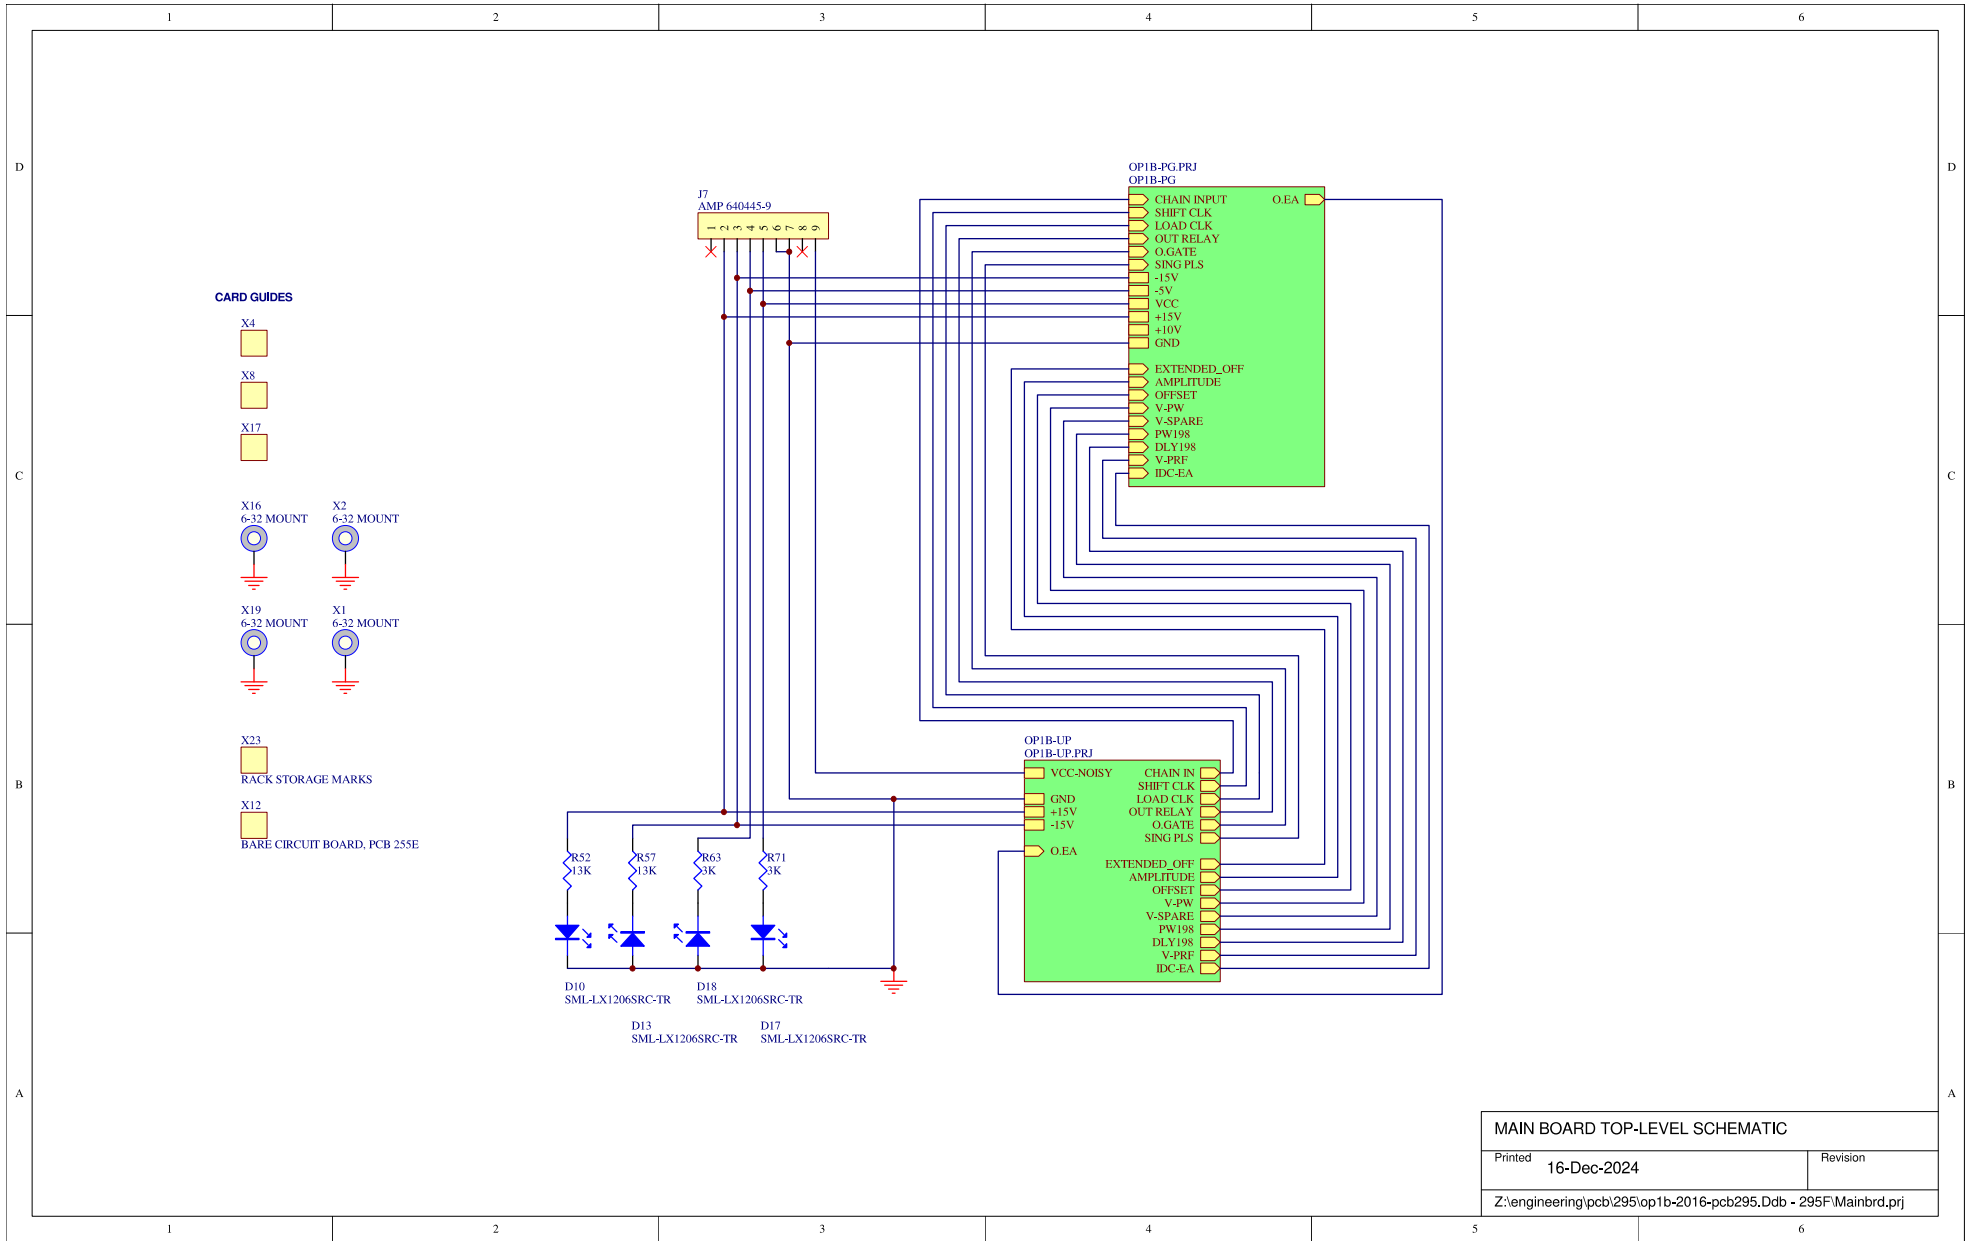 1 2 3 4 5 6
D
D
C
C
B
B
A
A
1 2 3 4 5 6
CARD GUIDES
X4
X8
X17
X16
6-32 MOUNT
X2
6-32 MOUNT
X19
6-32 MOUNT
X1
6-32 MOUNT
X23
RACK STORAGE MARKS
X12
BARE CIRCUIT BOARD, PCB 255E
J7
AMP 640445-9
1 2 3 4 5 6 7 8 9
OP1B-PG.PRJ
OP1B-PG
CHAIN INPUT
O.EA
SHIFT CLK
LOAD CLK
OUT RELAY
O.GATE
SING PLS
-15V
-5V
VCC
+15V
+10V
GND
EXTENDED_OFF
AMPLITUDE
OFFSET
V-PW
V-SPARE
PW198
DLY198
V-PRF
IDC-EA
OP1B-UP
OP1B-UP.PRJ
VCC-NOISY
GND
+15V
-15V
O.EA
CHAIN IN
SHIFT CLK
LOAD CLK
OUT RELAY
O.GATE
SING PLS
EXTENDED_OFF
AMPLITUDE
OFFSET
V-PW
V-SPARE
PW198
DLY198
V-PRF
IDC-EA
R52
13K
R57
13K
R63
3K
R71
3K
D10
SML-LX1206SRC-TR
D18
SML-LX1206SRC-TR
D13
SML-LX1206SRC-TR
D17
SML-LX1206SRC-TR
MAIN BOARD TOP-LEVEL SCHEMATIC
Printed
16-Dec-2024
Revision
Z:\engineering\pcb\295\op1b-2016-pcb295.Ddb - 295F\Mainbrd.prj